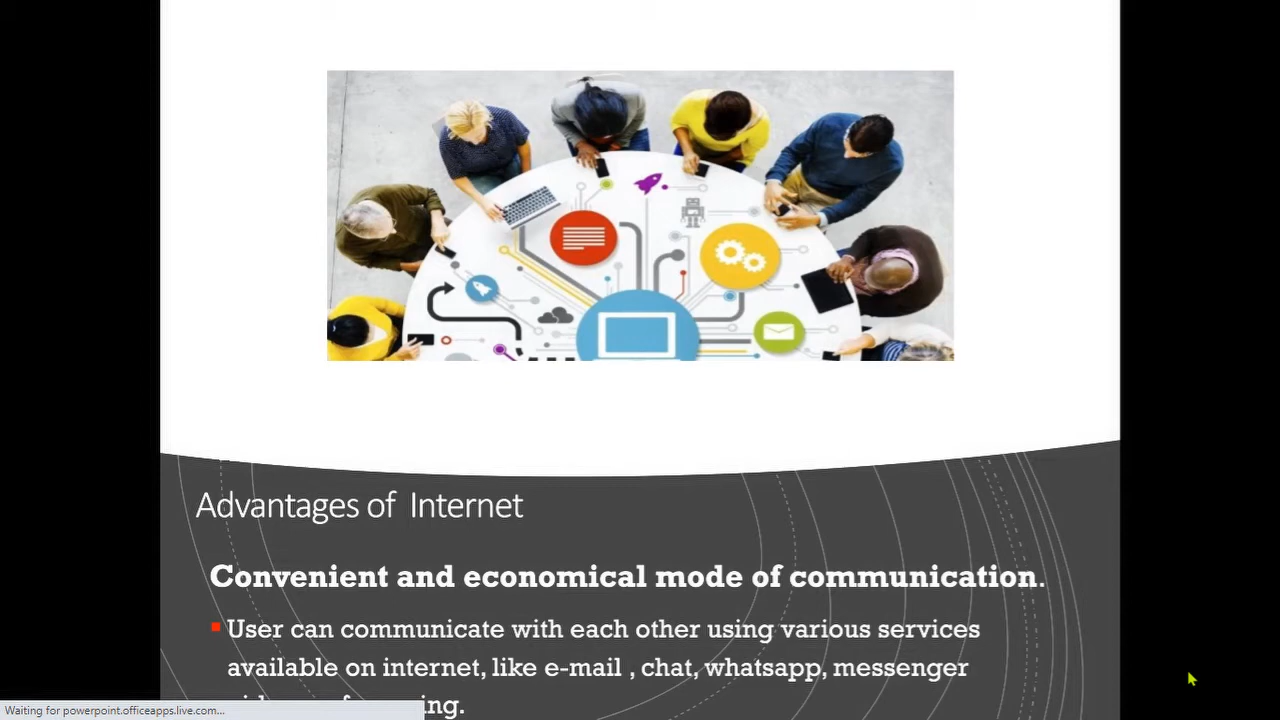 Advantages of Internet
Convenient and economical mode of communication.
User can communicate with each other using various services
available on internet, like e-mail , chat, whatsapp, messenger
Waiting for powerpoint.officeapps.live.com...